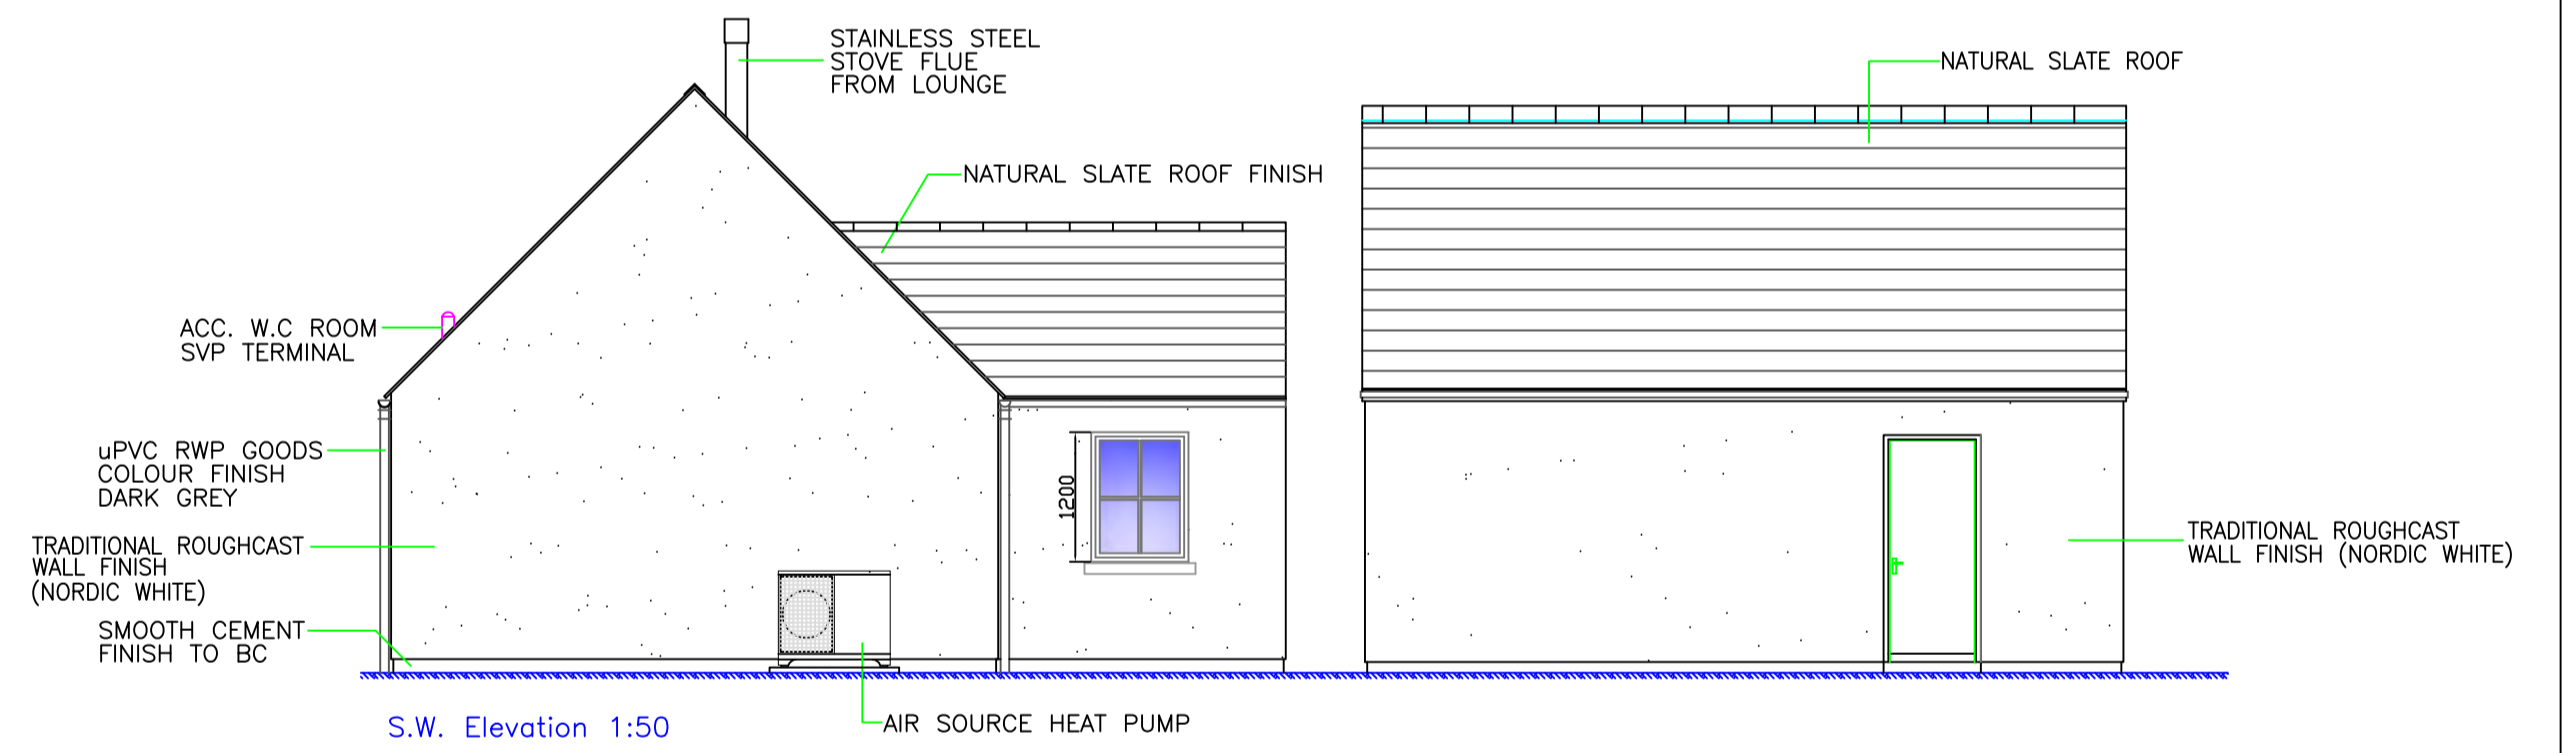 STAINLESS STEEL
STOVE FLUE
FROM LOUNGE
NATURAL SLATE ROOF
NATURAL SLATE ROOF FINISH
ACC. W.C ROOM
SVP TERMINAL
uPVC RWP GOODS
COLOUR FINISH
DARK GREY
1200
TRADITIONAL ROUGHCAST
WALL FINISH
(NORDIC WHITE)
TRADITIONAL ROUGHCAST
WALL FINISH (NORDIC WHITE)
SMOOTH CEMENT
FINISH TO BC
S.W. Elevation 1:50
AIR SOURCE HEAT PUMP